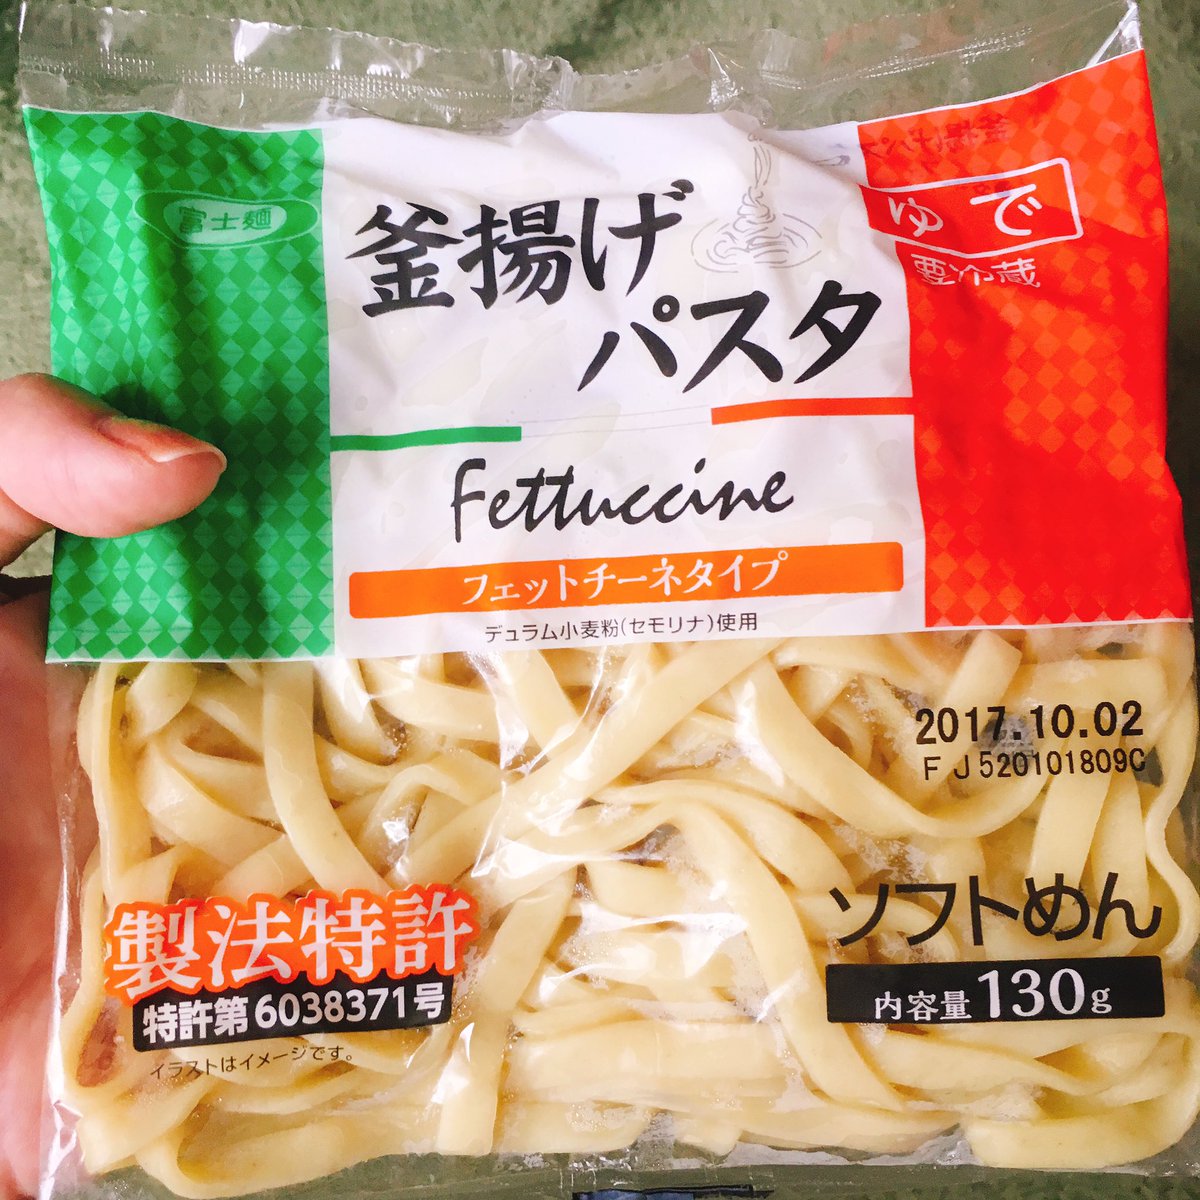 富士麺
釜揚げ
パスタ
ゆで
要冷蔵
Fettuccine
フェットチーネタイプ
デュラム小麦粉(セモリナ)使用
2017.10.02
FJ520101809C
製法特許
特許第6038371号
イラストはイメージです。
ソフトめん
内容量130g